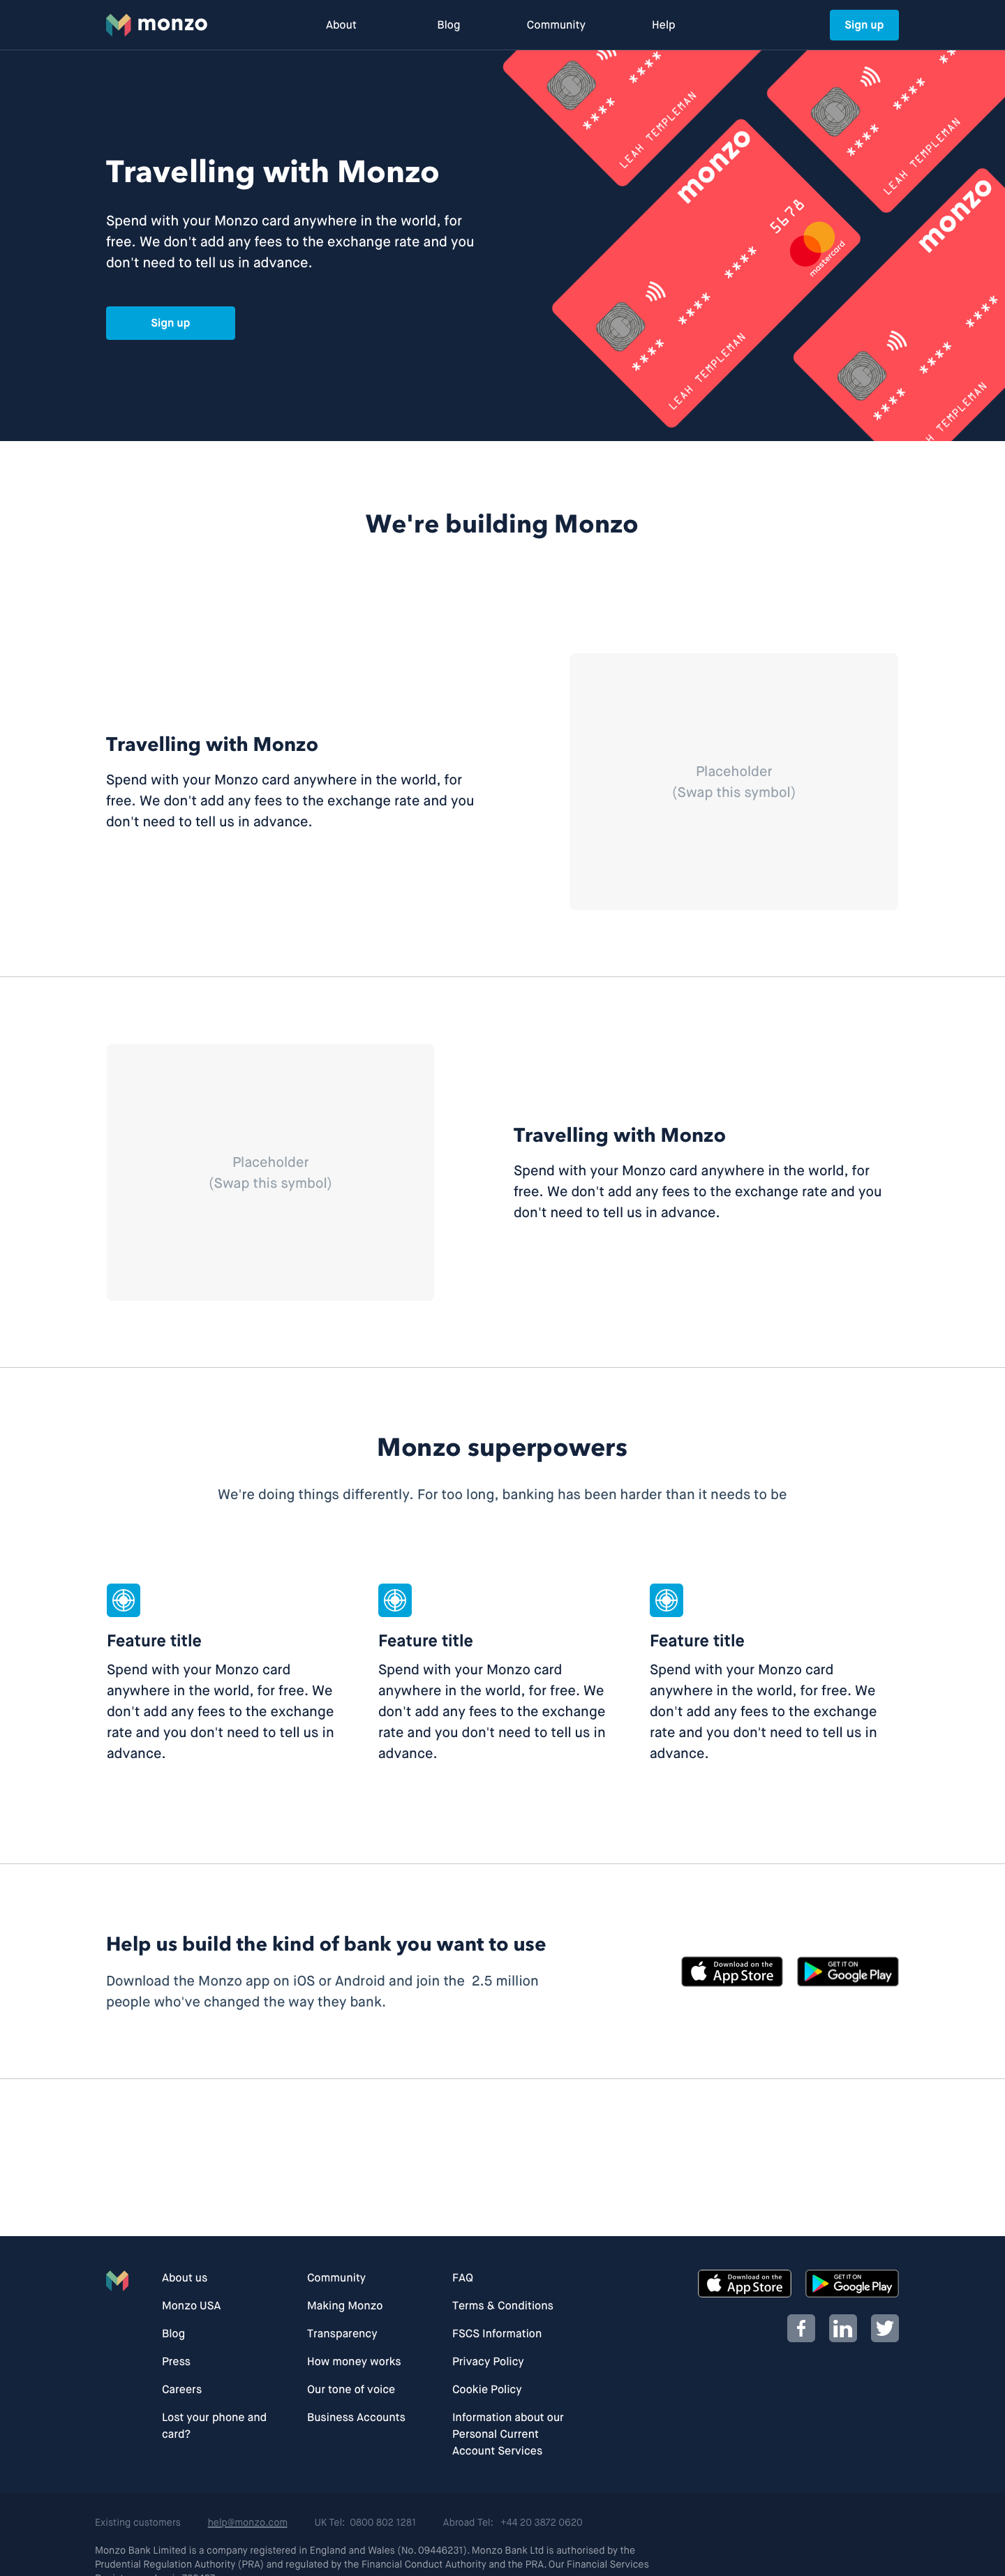 monzo
About
Blog
Community
Help
Sign up
Travelling with Monzo
Spend with your Monzo card anywhere in the world, for
free. We don't add any fees to the exchange rate and you
don't need to tell us in advance.
Sign up
**** ****
LEAH TEMPLEMAN
**** **** **
LEAH TEMPLEMAN
monzo
**** **** **** 5678
mastercard
LEAH TEMPLEMAN
monzo
**** **** ****
H TEMPLEMAN
We're building Monzo
Travelling with Monzo
Spend with your Monzo card anywhere in the world, for
free. We don't add any fees to the exchange rate and you
don't need to tell us in advance.
Placeholder
(Swap this symbol)
Placeholder
(Swap this symbol)
Travelling with Monzo
Spend with your Monzo card anywhere in the world, for
free. We don't add any fees to the exchange rate and you
don't need to tell us in advance.
Monzo superpowers
We're doing things differently. For too long, banking has been harder than it needs to be
Feature title
Spend with your Monzo card
anywhere in the world, for free. We
don't add any fees to the exchange
rate and you don't need to tell us in
advance.
Feature title
Spend with your Monzo card
anywhere in the world, for free. We
don't add any fees to the exchange
rate and you don't need to tell us in
advance.
Feature title
Spend with your Monzo card
anywhere in the world, for free. We
don't add any fees to the exchange
rate and you don't need to tell us in
advance.
Help us build the kind of bank you want to use
Download the Monzo app on iOS or Android and join the 2.5 million
people who've changed the way they bank.
Download on the
App Store
GET IT ON
Google Play
About us
Monzo USA
Blog
Press
Careers
Lost your phone and
card?
Community
Making Monzo
Transparency
How money works
Our tone of voice
Business Accounts
FAQ
Terms & Conditions
FSCS Information
Privacy Policy
Cookie Policy
Information about our
Personal Current
Account Services
Download on the
App Store
GET IT ON
Google Play
f
in
Existing customers
help@monzo.com
UK Tel: 0800 802 1281
Abroad Tel: +44 20 3872 0620
Monzo Bank Limited is a company registered in England and Wales (No. 09446231). Monzo Bank Ltd is authorised by the
Prudential Regulation Authority (PRA) and regulated by the Financial Conduct Authority and the PRA. Our Financial Services